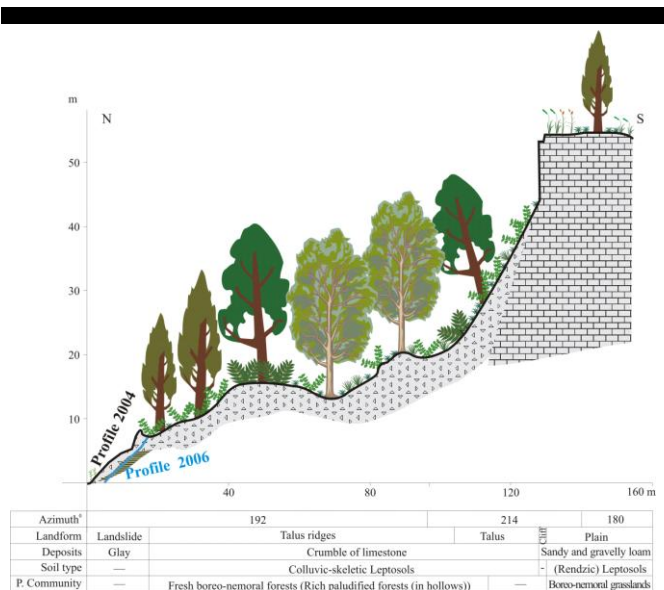 m
N
S
50
40
30
20
10
Profile 2004
Profile 2006
40
80
120
160 m
Azimuth° 192 214 180
Landform Landslide Talus ridges Talus Cliff Plain
Deposits Glay Crumble of limestone Sandy and gravelly loam
Soil type — Colluvic-skeletic Leptosols - (Rendzic) Leptosols
P. Community — Fresh boreo-nemoral forests (Rich paludified forests (in hollows)) — Boreo-nemoral grasslands